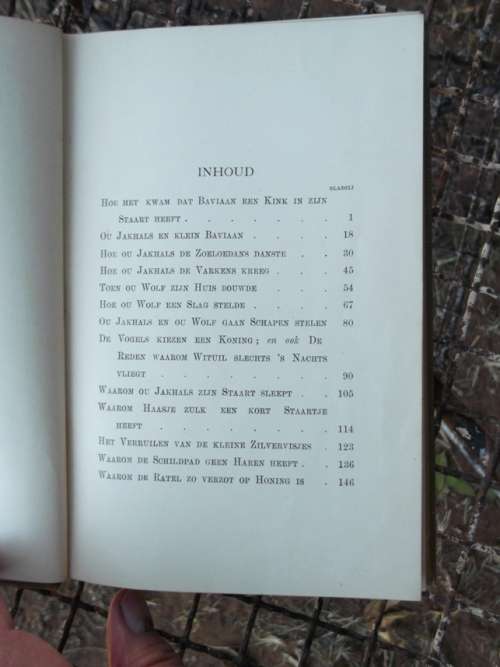 INHOUD
BLADZIJ
HOE HET KWAM DAT BAVIAAN EEN KINK IN ZIJN
STAART HEEFT . . . . . . . 1
OU JAKHALS EN KLEIN BAVIAAN . . . . 18
HOE OU JAKHALS DE ZOELOEDANS DANSTE . . 30
HOE OU JAKHALS DE VARKENS KREEG . . . 45
TOEN OU WOLF ZIJN HUIS DOUWDE . . . 54
HOE OU WOLF EEN SLAG STELDE . . . . 67
OU JAKHALS EN OU WOLF GAAN SCHAPEN STELEN 80
DE VOGELS KIEZEN EEN KONING; en ook DE
REDEN WAAROM WITUIL SLECHTS 'S NACHTS
VLIEGT . . . . . . . . 90
WAAROM OU JAKHALS ZIJN STAART SLEEPT . . 105
WAAROM HAASJE ZULK EEN KORT STAARTJE
HEEFT . . . . . . . . 114
HET VERRUILEN VAN DE KLEINE ZILVERVISJES . 123
WAAROM DE SCHILDPAD GEEN HAREN HEEFT . . 136
WAAROM DE RATEL ZO VERZOT OP HONING IS . 146